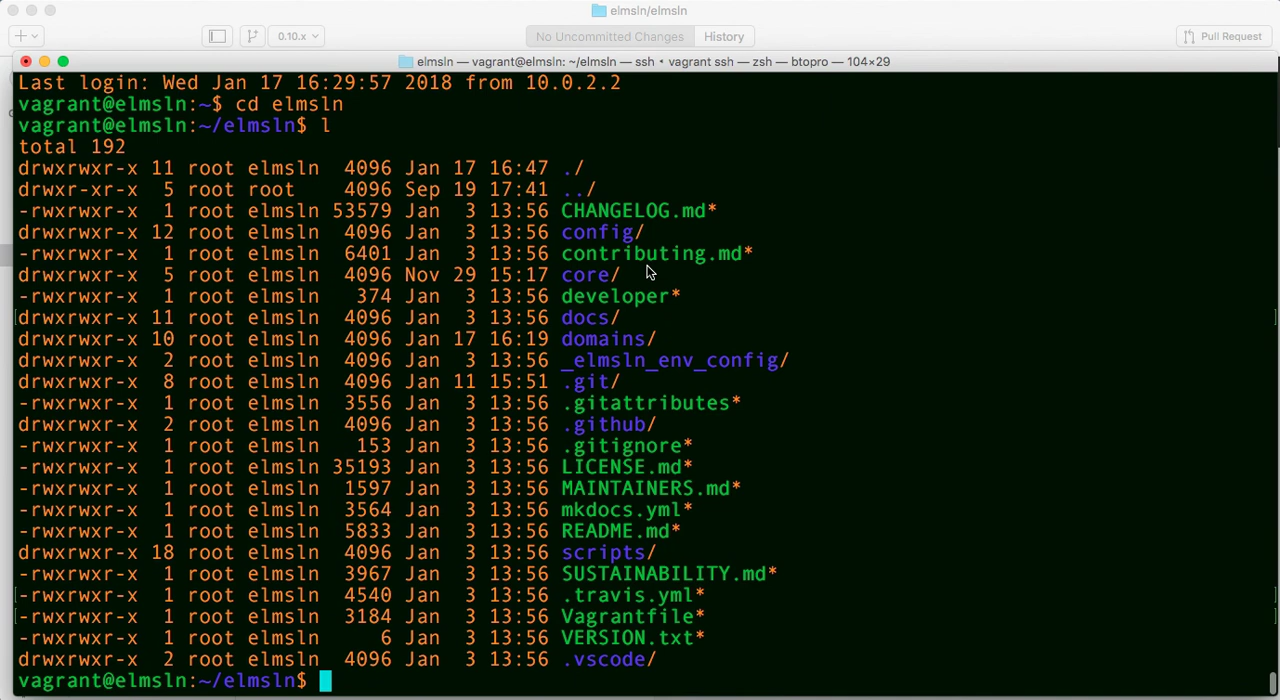 elmsln/elmsln
0.10.x
No Uncommitted Changes
History
Pull Request
elmsln — vagrant@elmsln: ~/elmsln — ssh • vagrant ssh — zsh — btopro — 104×29
Last login: Wed Jan 17 16:29:57 2018 from 10.0.2.2
vagrant@elmsln:~$ cd elmsln
vagrant@elmsln:~/elmsln$ l
total 192
drwxrwxr-x 11 root elmsln  4096 Jan 17 16:47 ./
drwxr-xr-x  5 root root    4096 Sep 19 17:41 ../
-rwxrwxr-x  1 root elmsln 53579 Jan  3 13:56 CHANGELOG.md*
drwxrwxr-x 12 root elmsln  4096 Jan  3 13:56 config/
-rwxrwxr-x  1 root elmsln  6401 Jan  3 13:56 contributing.md*
drwxrwxr-x  5 root elmsln  4096 Nov 29 15:17 core/
-rwxrwxr-x  1 root elmsln   374 Jan  3 13:56 developer*
drwxrwxr-x 11 root elmsln  4096 Jan  3 13:56 docs/
drwxrwxr-x 10 root elmsln  4096 Jan 17 16:19 domains/
drwxrwxr-x  2 root elmsln  4096 Jan  3 13:56 _elmsln_env_config/
drwxrwxr-x  8 root elmsln  4096 Jan 11 15:51 .git/
-rwxrwxr-x  1 root elmsln  3556 Jan  3 13:56 .gitattributes*
drwxrwxr-x  2 root elmsln  4096 Jan  3 13:56 .github/
-rwxrwxr-x  1 root elmsln   153 Jan  3 13:56 .gitignore*
-rwxrwxr-x  1 root elmsln 35193 Jan  3 13:56 LICENSE.md*
-rwxrwxr-x  1 root elmsln  1597 Jan  3 13:56 MAINTAINERS.md*
-rwxrwxr-x  1 root elmsln  3564 Jan  3 13:56 mkdocs.yml*
-rwxrwxr-x  1 root elmsln  5833 Jan  3 13:56 README.md*
drwxrwxr-x 18 root elmsln  4096 Jan  3 13:56 scripts/
-rwxrwxr-x  1 root elmsln  3967 Jan  3 13:56 SUSTAINABILITY.md*
-rwxrwxr-x  1 root elmsln  4540 Jan  3 13:56 .travis.yml*
-rwxrwxr-x  1 root elmsln  3184 Jan  3 13:56 Vagrantfile*
-rwxrwxr-x  1 root elmsln     6 Jan  3 13:56 VERSION.txt*
drwxrwxr-x  2 root elmsln  4096 Jan  3 13:56 .vscode/
vagrant@elmsln:~/elmsln$